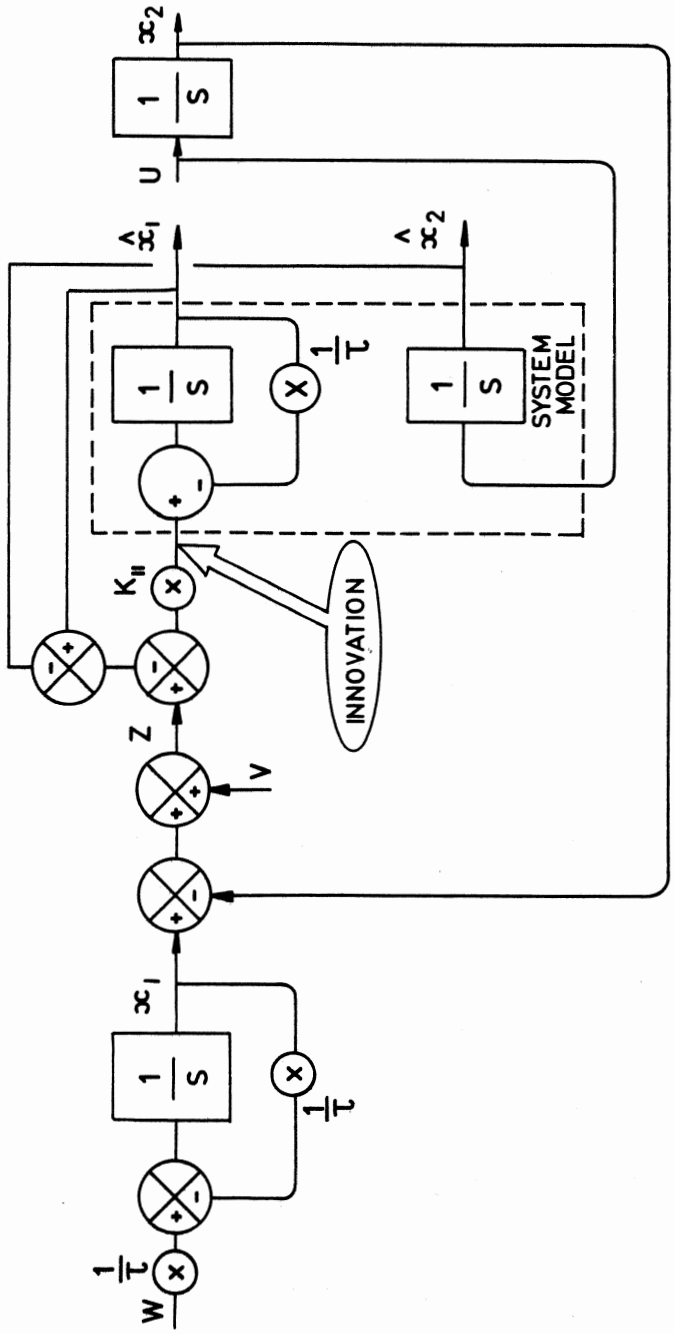 W
1/τ
x
+
−
1/S
x
1/τ
x₁
+
−
+
+
V
Z
+
−
−
+
K₁₁
x
INNOVATION
+
−
1/S
X
1/τ
x̂₁
1/S
SYSTEM
MODEL
x̂₂
U
1/S
x₂